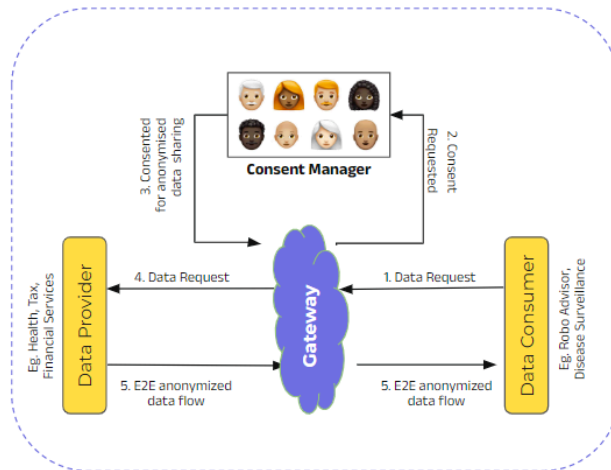 Consent Manager
3. Consented
for anonymised
data sharing
2. Consent
Requested
4. Data Request
1. Data Request
Gateway
Data Provider
Eg. Health, Tax,
Financial Services
Data Consumer
Eg. Robo Advisor,
Disease Surveillance
5. E2E anonymized
data flow
5. E2E anonymized
data flow